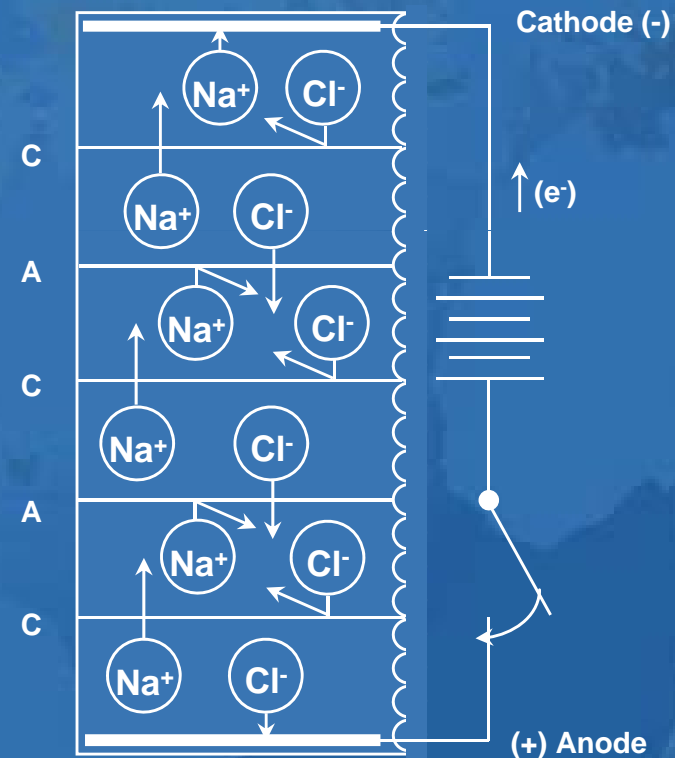 Cathode (-)
Na⁺ Cl⁻
C
(e⁻)
Na⁺ Cl⁻
A
Na⁺ Cl⁻
C
Na⁺ Cl⁻
A
Na⁺ Cl⁻
C
Na⁺ Cl⁻
(+) Anode